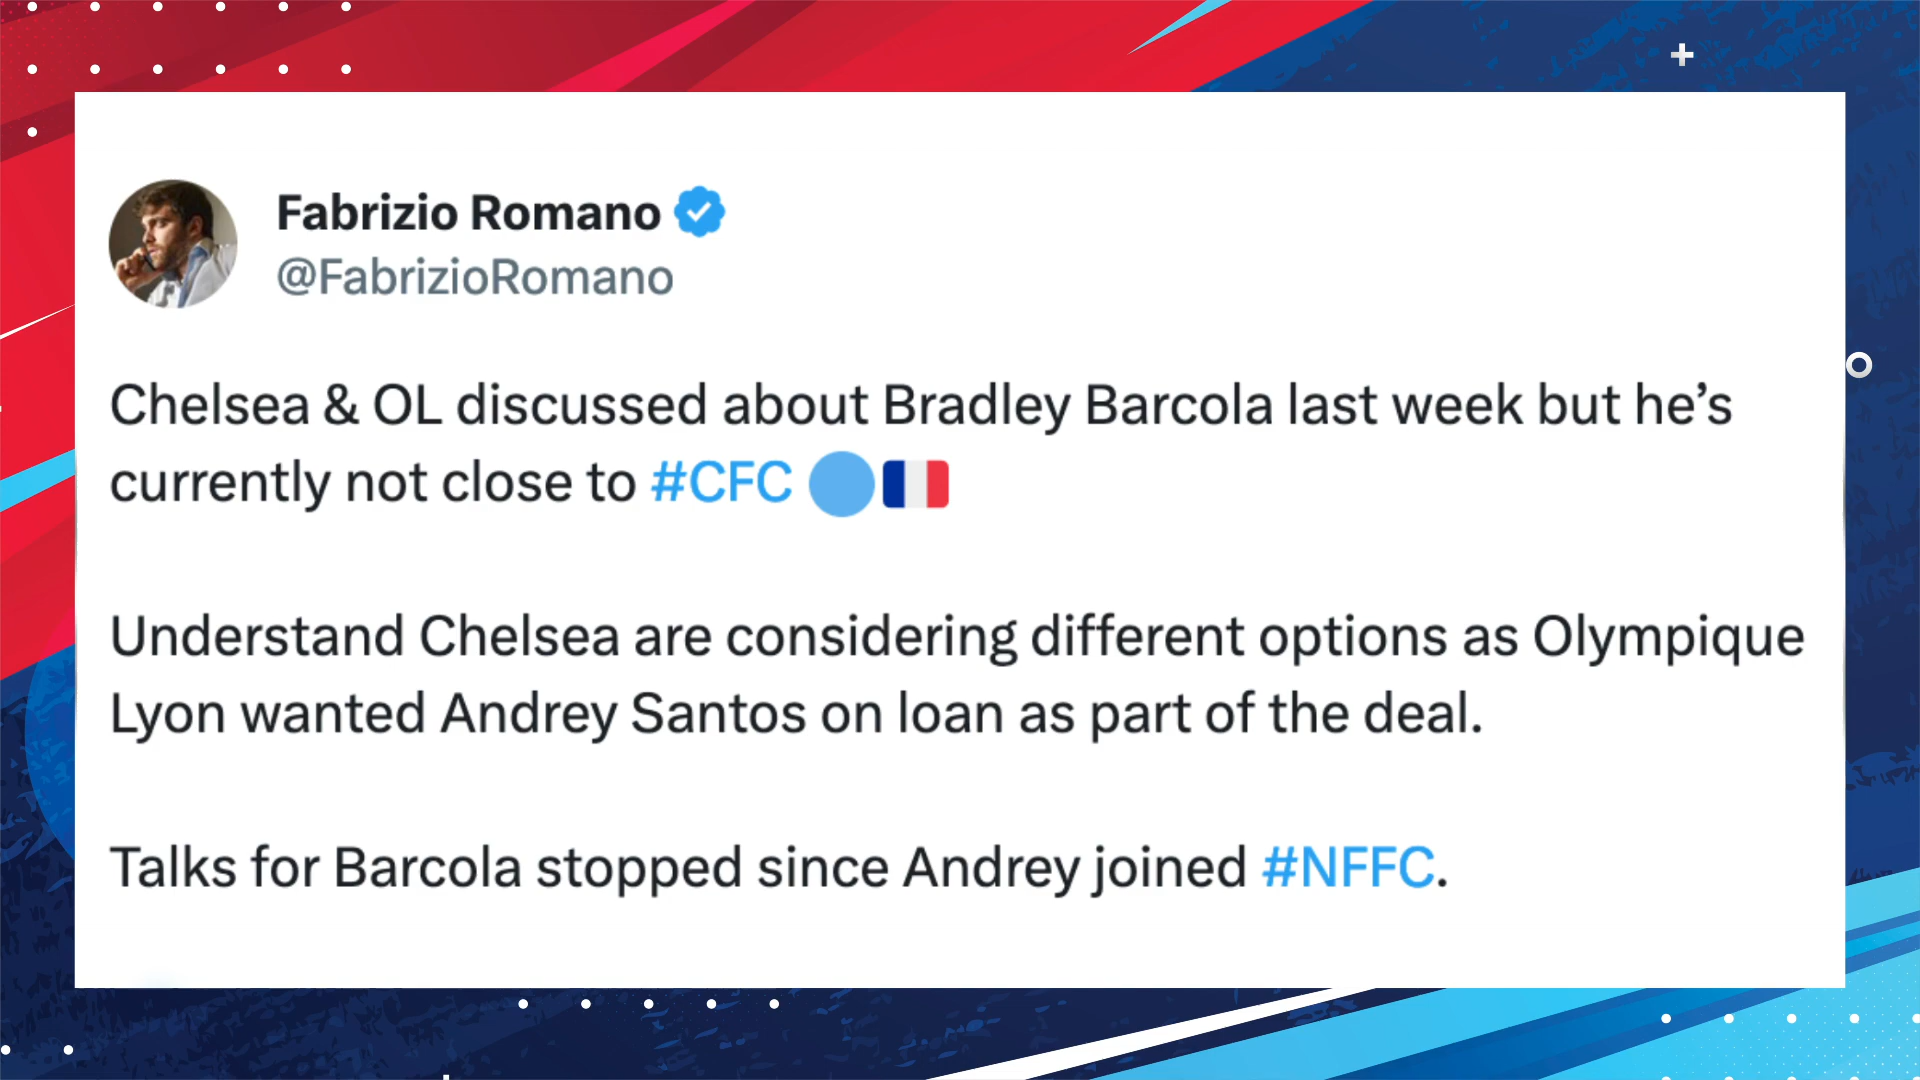 Fabrizio Romano
@FabrizioRomano
Chelsea & OL discussed about Bradley Barcola last week but he’s
currently not close to #CFC 🔵🇫🇷
Understand Chelsea are considering different options as Olympique
Lyon wanted Andrey Santos on loan as part of the deal.
Talks for Barcola stopped since Andrey joined #NFFC.